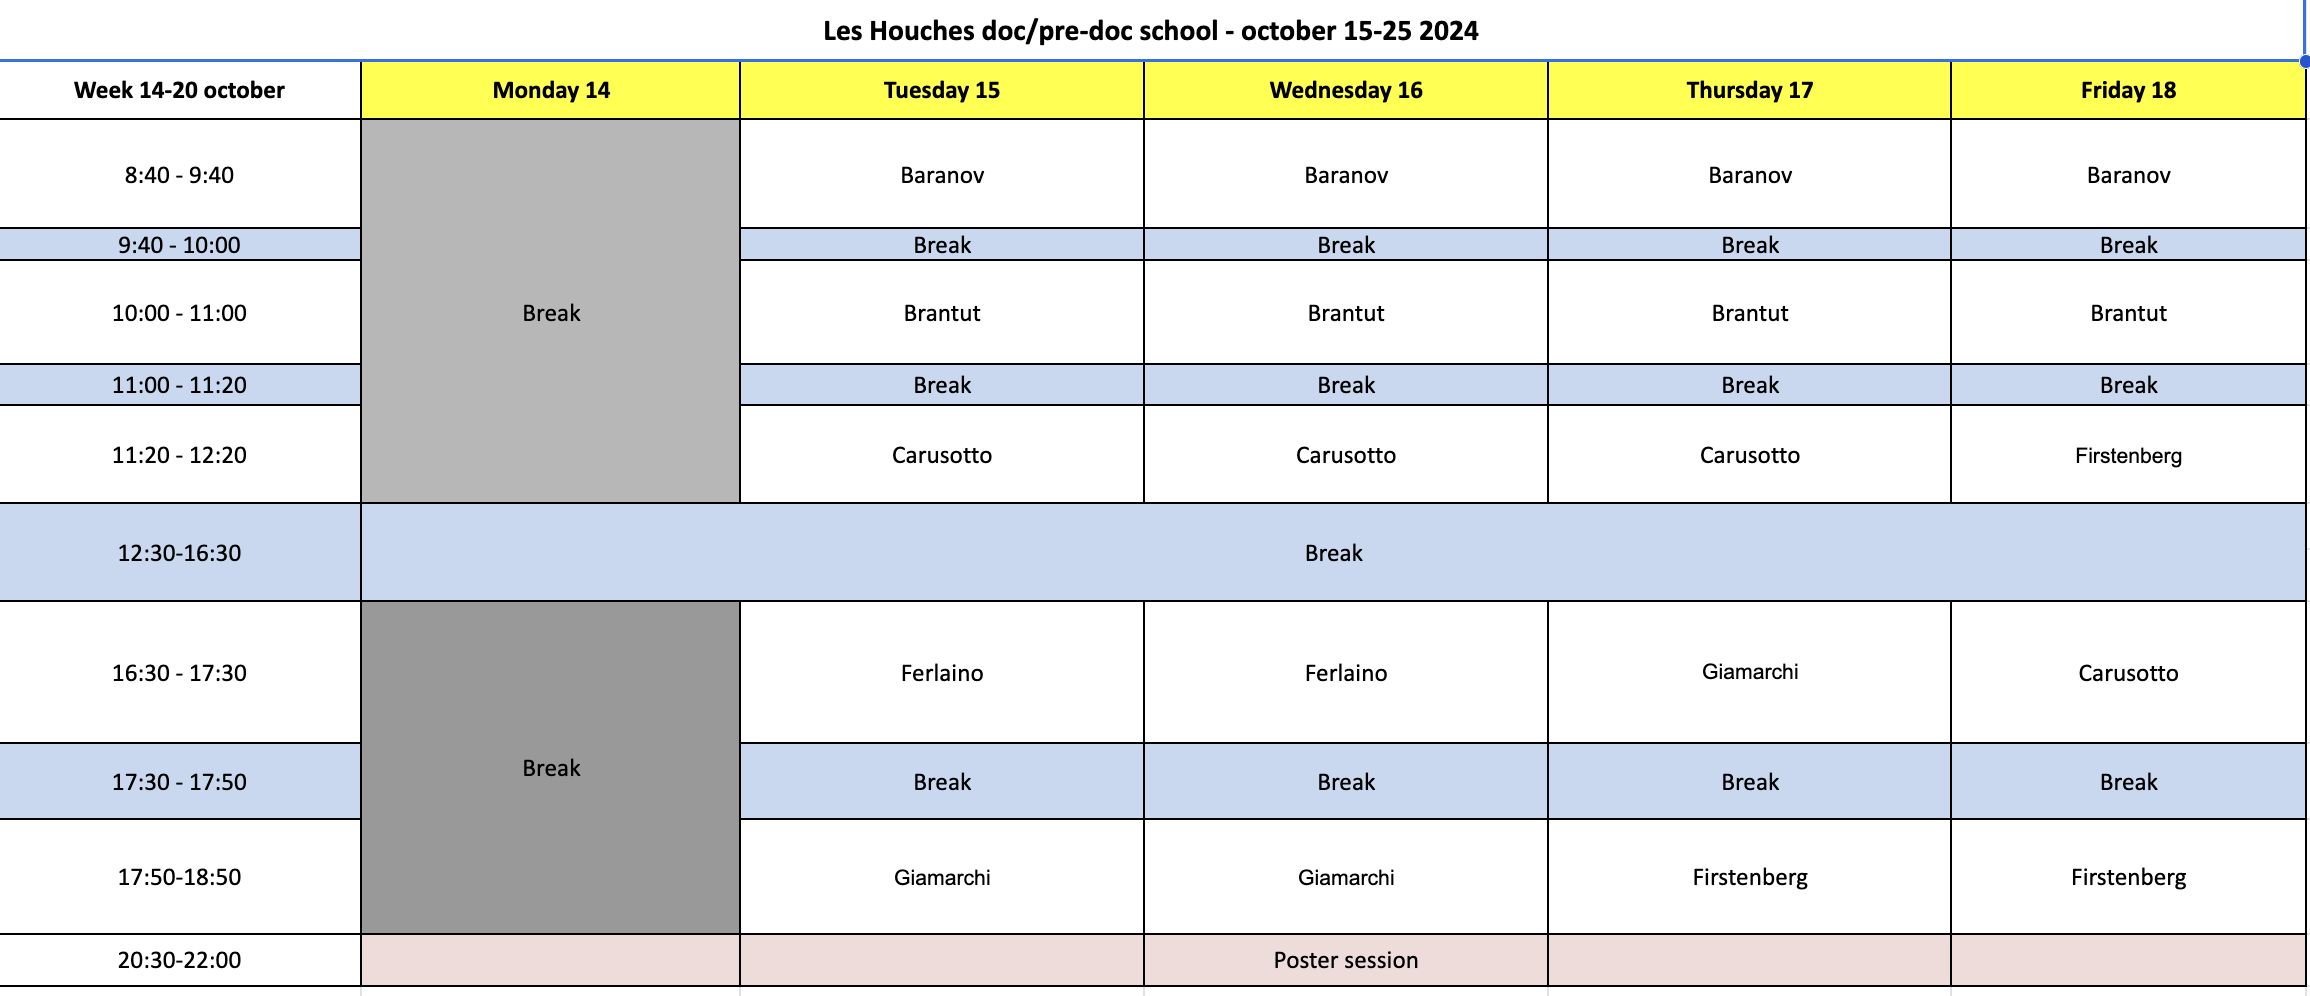 Les Houches doc/pre-doc school - october 15-25 2024
Week 14-20 october Monday 14 Tuesday 15 Wednesday 16 Thursday 17 Friday 18
8:40 - 9:40 Baranov Baranov Baranov Baranov
9:40 - 10:00 Break Break Break Break
10:00 - 11:00 Break Brantut Brantut Brantut Brantut
11:00 - 11:20 Break Break Break Break
11:20 - 12:20 Carusotto Carusotto Carusotto Firstenberg
12:30-16:30 Break
16:30 - 17:30 Ferlaino Ferlaino Giamarchi Carusotto
Break
17:30 - 17:50 Break Break Break Break
17:50-18:50 Giamarchi Giamarchi Firstenberg Firstenberg
20:30-22:00 Poster session